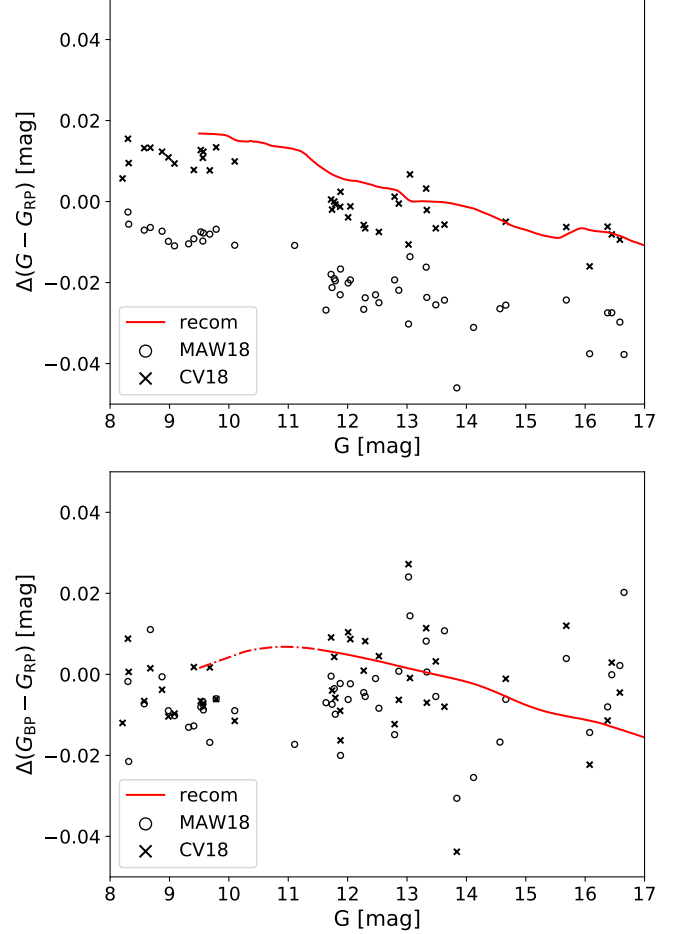 0.04
0.02
0.00
−0.02
−0.04
Δ(G − G_RP) [mag]
recom
MAW18
CV18
8 9 10 11 12 13 14 15 16 17
G [mag]
0.04
0.02
0.00
−0.02
−0.04
Δ(G_BP − G_RP) [mag]
recom
MAW18
CV18
8 9 10 11 12 13 14 15 16 17
G [mag]